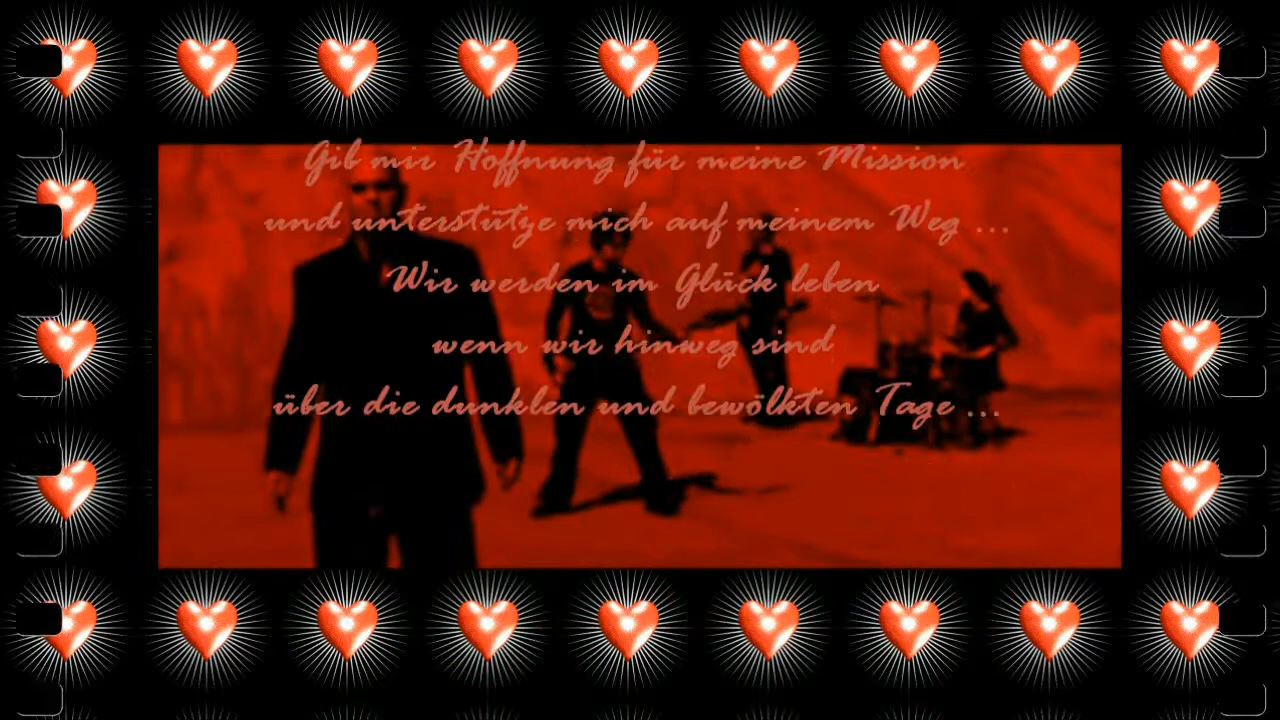 Gib mir Hoffnung für meine Mission
und unterstütze mich auf meinem Weg ...
Wir werden im Glück leben
wenn wir hinweg sind
über die dunklen und bewölkten Tage ...